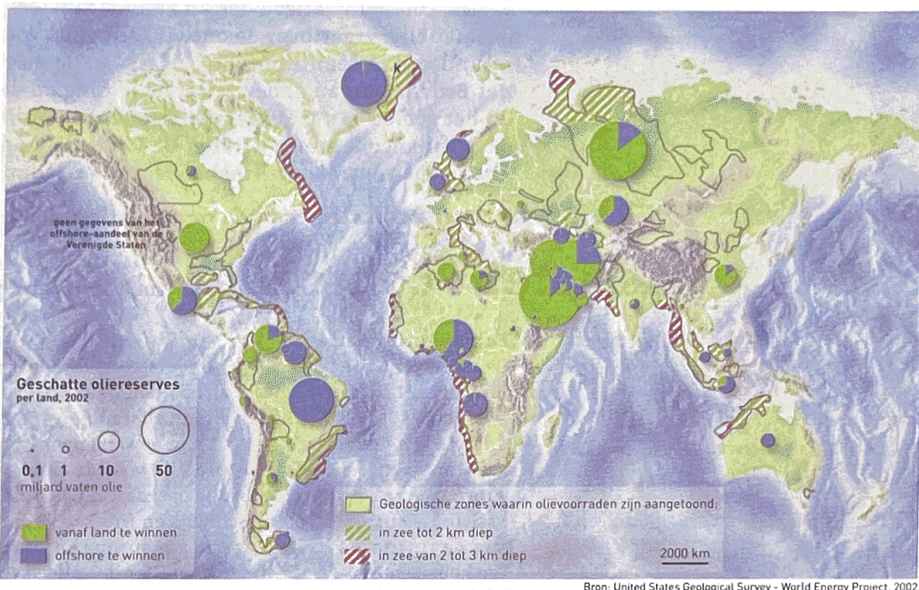 geen gegevens van het
offshore-aandeel van de
Verenigde Staten
Geschatte oliereserves
per land, 2002
0,1 1 10 50
miljard vaten olie
vanaf land te winnen
offshore te winnen
Geologische zones waarin olievoorraden zijn aangetoond:
in zee tot 2 km diep
in zee van 2 tot 3 km diep
2000 km
Bron: United States Geological Survey - World Energy Project, 2002